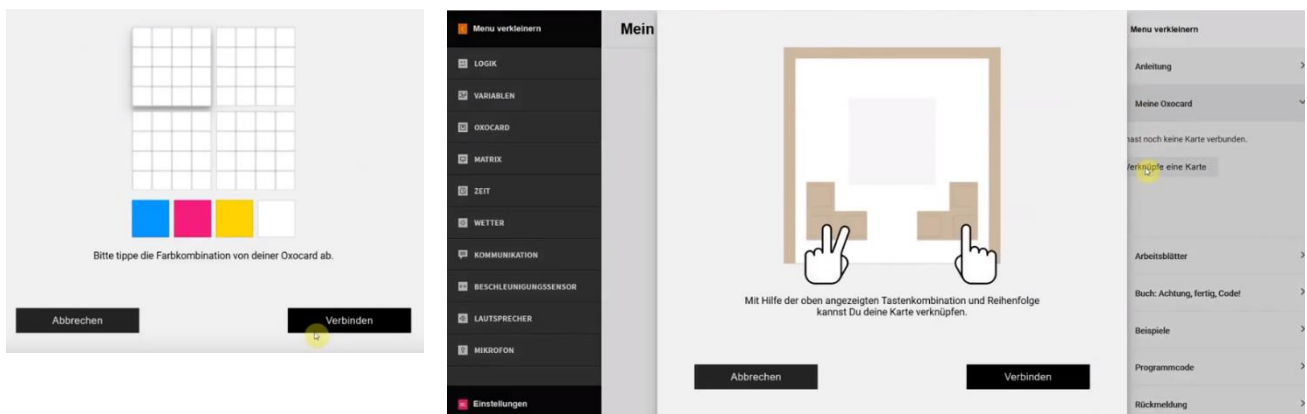 Bitte tippe die Farbkombination von deiner Oxocard ab.
Abbrechen
Verbinden
Menu verkleinern
LOGIK
VARIABLEN
OXOCARD
MATRIX
ZEIT
WETTER
KOMMUNIKATION
BESCHLEUNIGUNGSSENSOR
LAUTSPRECHER
MIKROFON
Einstellungen
Mein
Mit Hilfe der oben angezeigten Tastenkombination und Reihenfolge
kannst Du deine Karte verknüpfen.
Abbrechen
Verbinden
Menu verkleinern
Anleitung
Meine Oxocard
hast noch keine Karte verbunden.
Verknüpfe eine Karte
Arbeitsblätter
Buch: Achtung, fertig, Code!
Beispiele
Programmcode
Rückmeldung